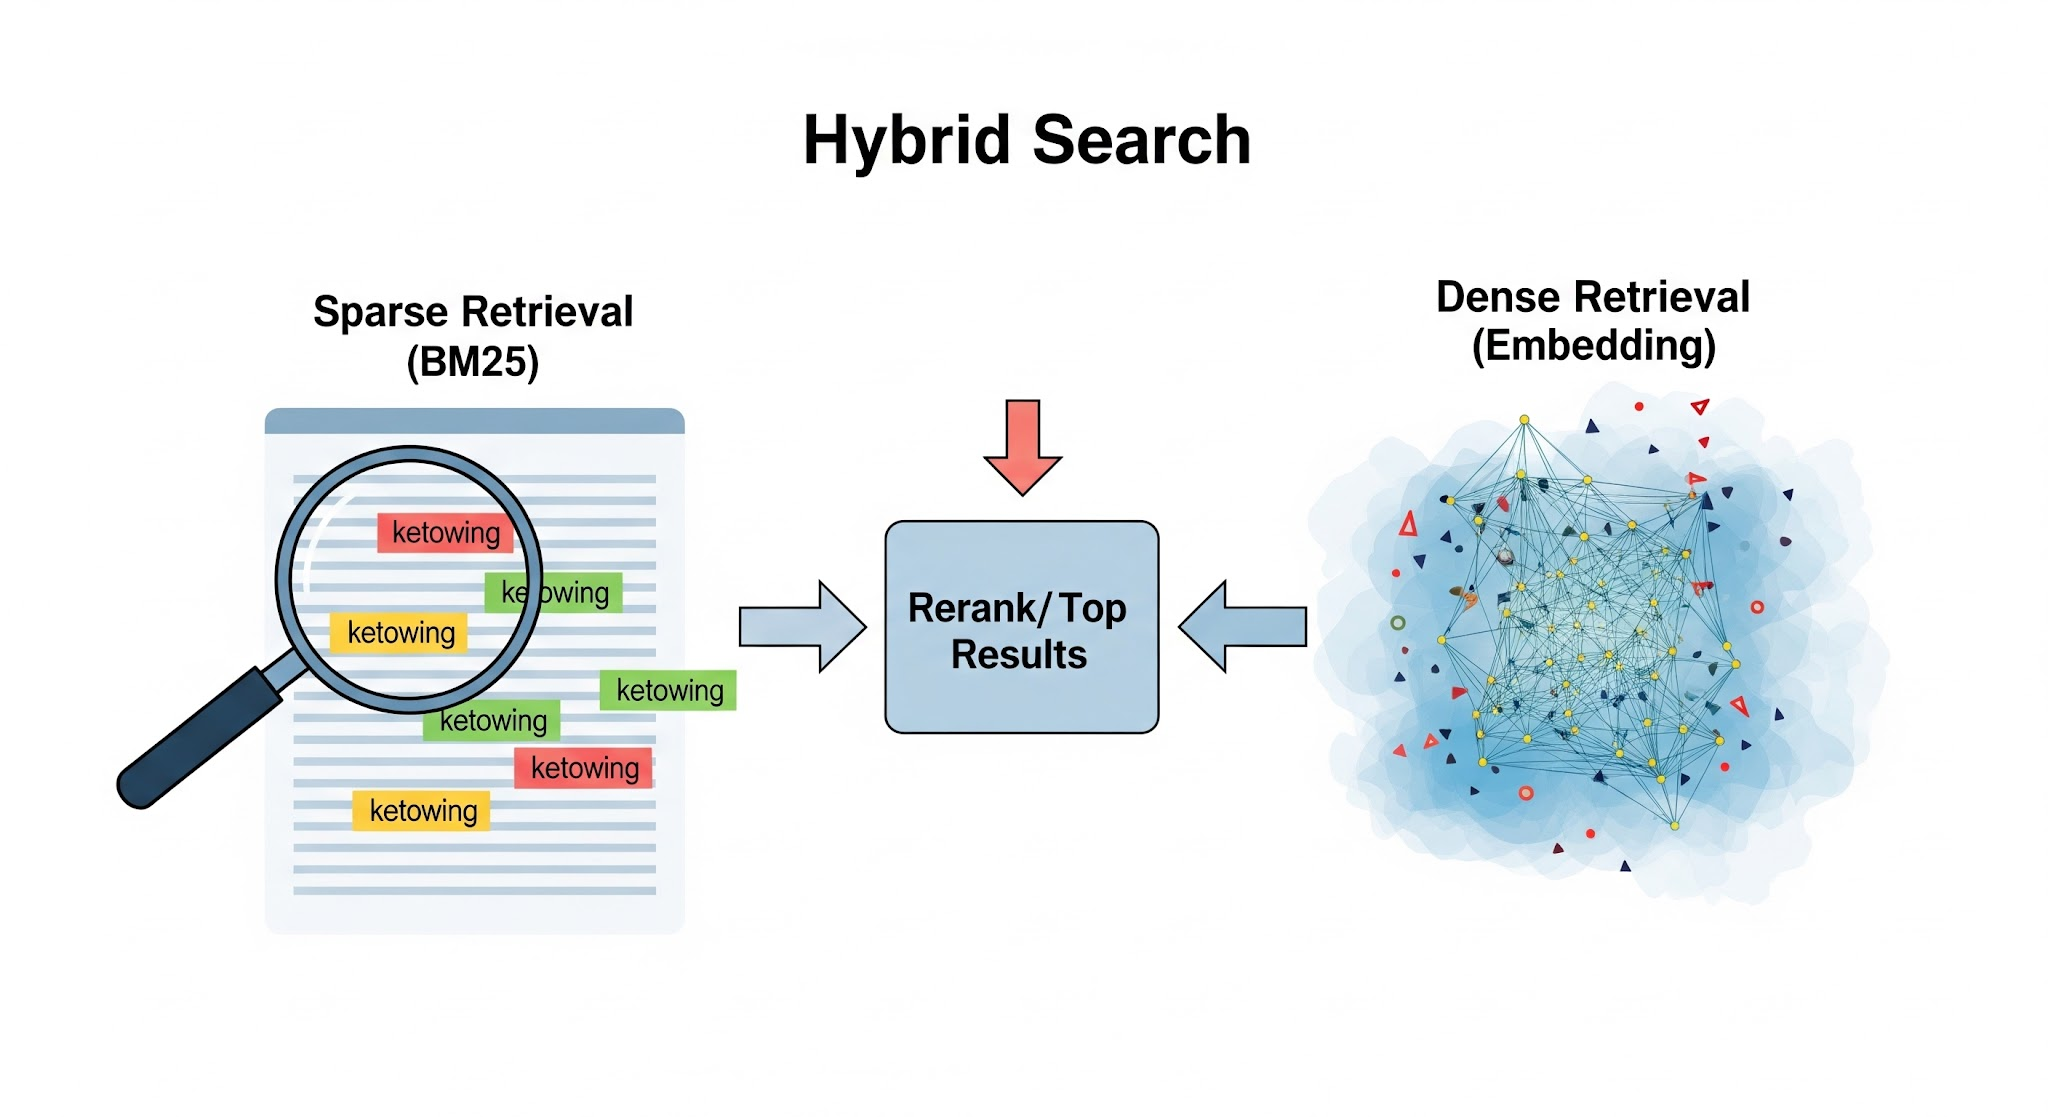 Hybrid Search
Sparse Retrieval
(BM25)
ketowing
ketowing
ketowing
ketowing
ketowing
ketowing
ketowing
Rerank/Top
Results
Dense Retrieval
(Embedding)